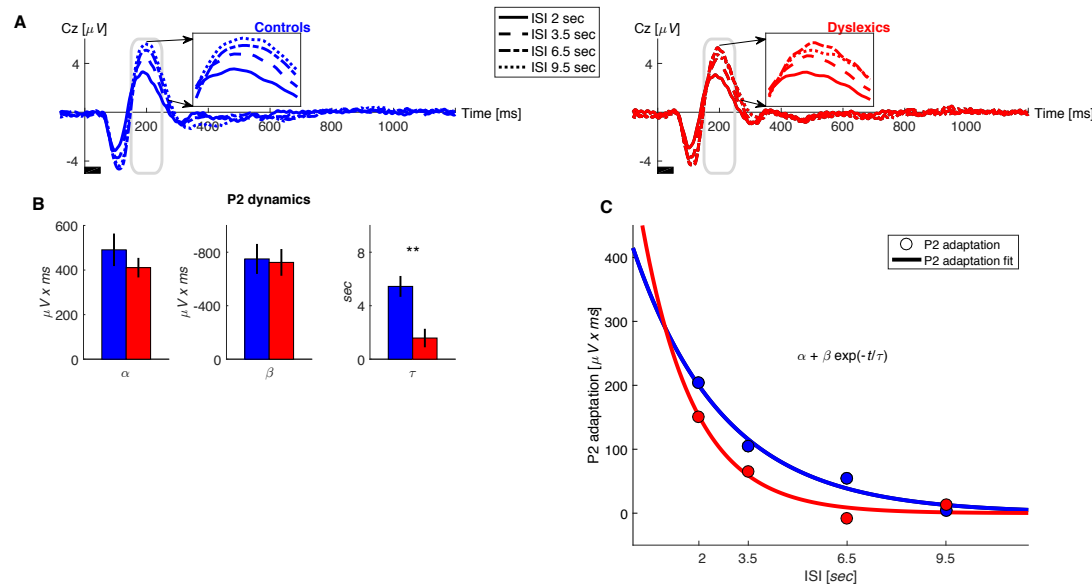 A
Cz [μV]
Controls
4
-4
200
400
600
800
1000
Time [ms]
ISI 2 sec
ISI 3.5 sec
ISI 6.5 sec
ISI 9.5 sec
Cz [μV]
Dyslexics
4
-4
200
400
600
800
1000
Time [ms]
B
P2 dynamics
600
400
200
0
μV x ms
α
-800
-400
0
μV x ms
β
8
4
0
sec
**
τ
C
P2 adaptation
P2 adaptation fit
α + β exp(-t/τ)
400
300
200
100
0
P2 adaptation [μV x ms]
2
3.5
6.5
9.5
ISI [sec]